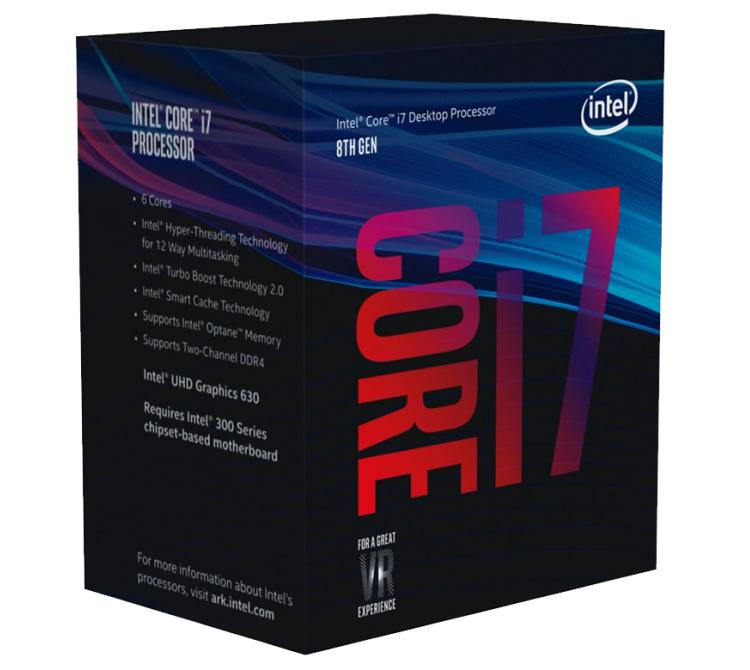 INTEL® CORE™ i7
PROCESSOR
• 6 Cores
• Intel® Hyper-Threading Technology
for 12 Way Multitasking
• Intel® Turbo Boost Technology 2.0
• Intel® Smart Cache Technology
• Supports Intel® Optane™ Memory
• Supports Two-Channel DDR4
Intel® UHD Graphics 630
Requires Intel® 300 Series
chipset-based motherboard
For more information about Intel's
processors, visit ark.intel.com
Intel® Core™ i7 Desktop Processor
8TH GEN
intel®
CORE
i7
FOR A GREAT
VR
EXPERIENCE